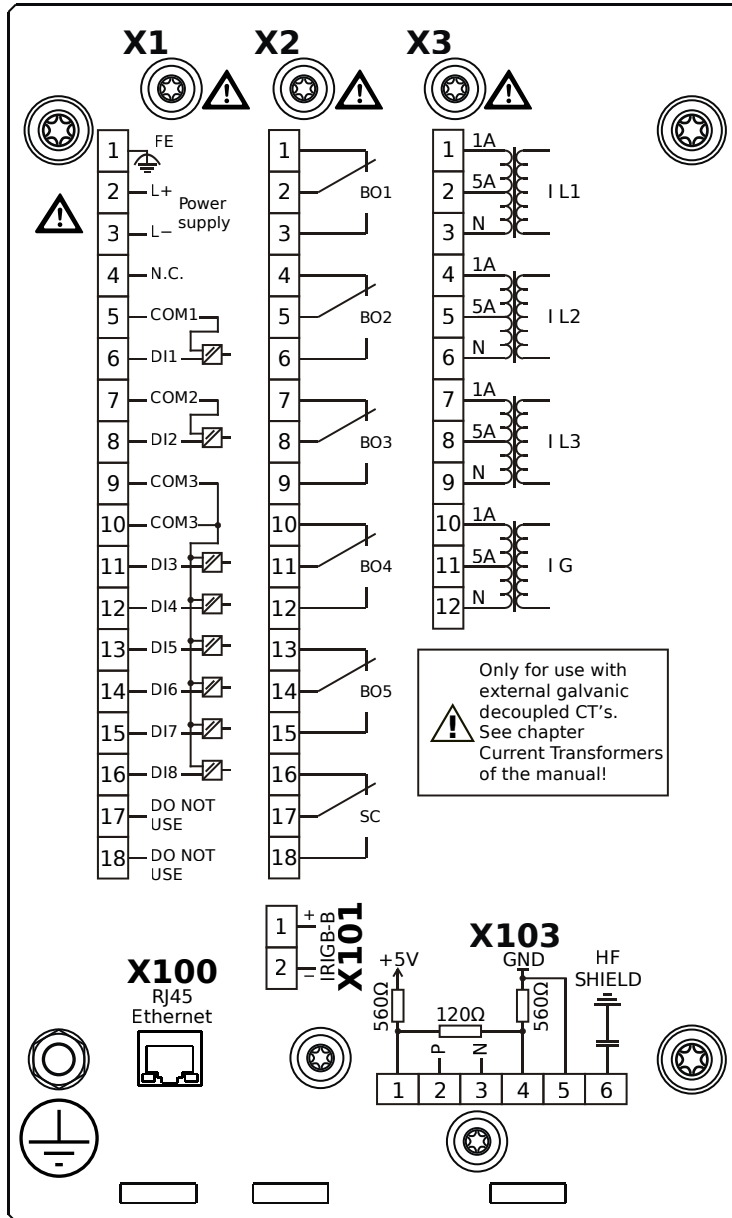 X1
X2
X3
1 FE
2 L+
Power
supply
3 L−
4 N.C.
5 COM1
6 DI1
7 COM2
8 DI2
9 COM3
10 COM3
11 DI3
12 DI4
13 DI5
14 DI6
15 DI7
16 DI8
17 DO NOT
USE
18 DO NOT
USE
1
2 BO1
3
4
5 BO2
6
7
8 BO3
9
10
11 BO4
12
13
14 BO5
15
16
17 SC
18
1 1A
2 5A I L1
3 N
4 1A
5 5A I L2
6 N
7 1A
8 5A I L3
9 N
10 1A
11 5A I G
12 N
!
!
!
!
!
Only for use with
external galvanic
decoupled CT's.
See chapter
Current Transformers
of the manual!
X100
RJ45
Ethernet
1 +
2 −
IRIGB-B
X101
X103
+5V
GND
HF
SHIELD
560Ω
120Ω
560Ω
P
N
1 2 3 4 5 6